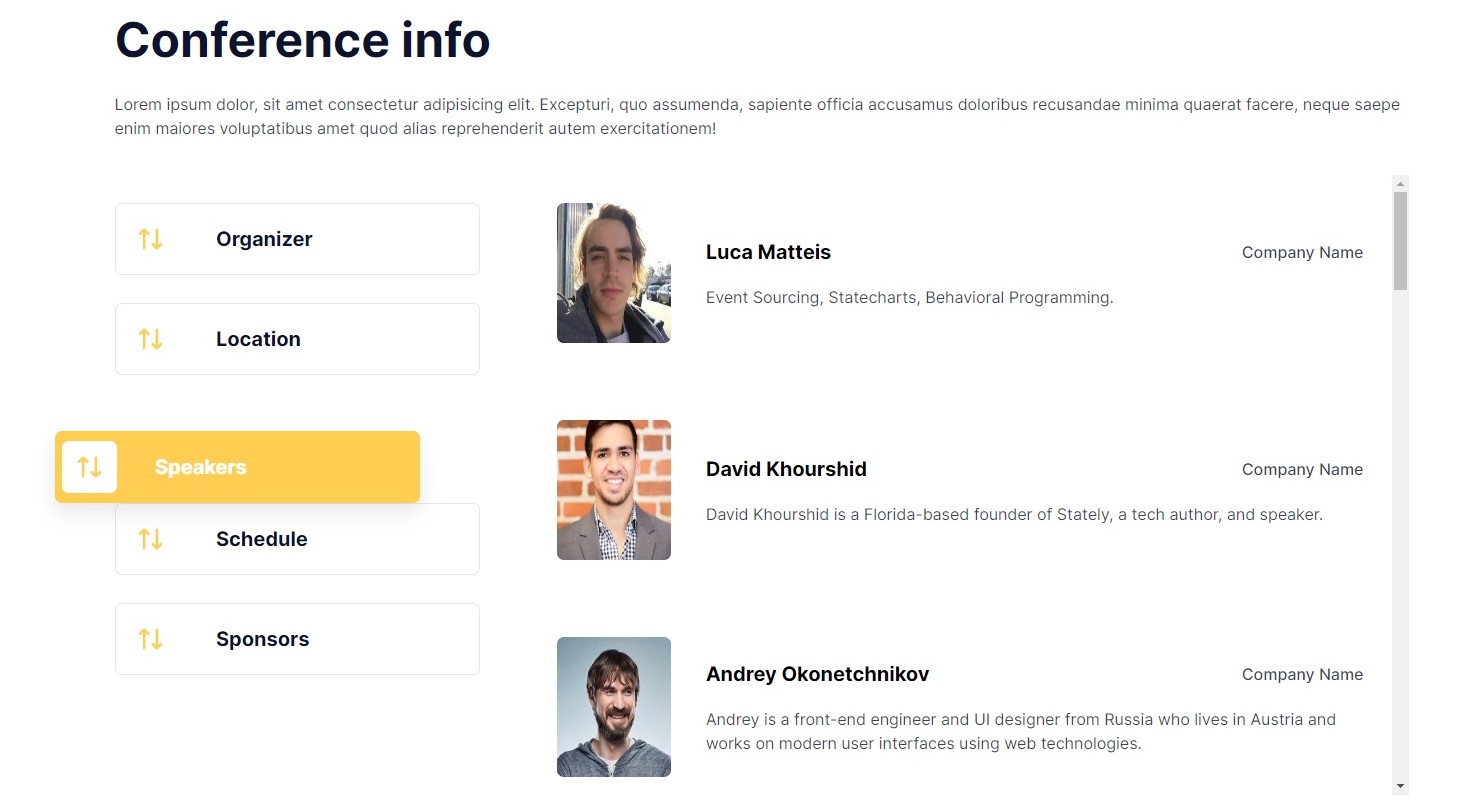 Conference info
Lorem ipsum dolor, sit amet consectetur adipisicing elit. Excepturi, quo assumenda, sapiente officia accusamus doloribus recusandae minima quaerat facere, neque saepe
enim maiores voluptatibus amet quod alias reprehenderit autem exercitationem!
Organizer
Location
Speakers
Schedule
Sponsors
Luca Matteis
Company Name
Event Sourcing, Statecharts, Behavioral Programming.
David Khourshid
Company Name
David Khourshid is a Florida-based founder of Stately, a tech author, and speaker.
Andrey Okonetchnikov
Company Name
Andrey is a front-end engineer and UI designer from Russia who lives in Austria and
works on modern user interfaces using web technologies.